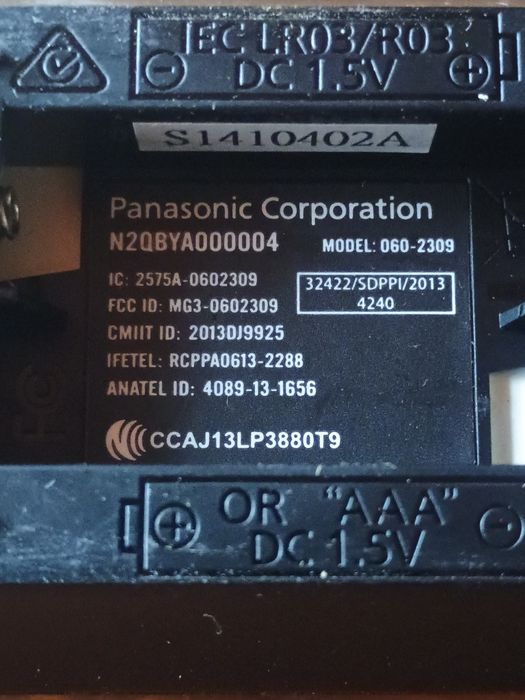 IEC LR03/R03
DC 1.5V
S1410402A
Panasonic Corporation
N2QBYA000004 MODEL: 060-2309
IC: 2575A-0602309
FCC ID: MG3-0602309
CMIIT ID: 2013DJ9925
IFETEL: RCPPA0613-2288
ANATEL ID: 4089-13-1656
32422/SDPPI/2013
4240
CCAJ13LP3880T9
OR "AAA"
DC 1.5V